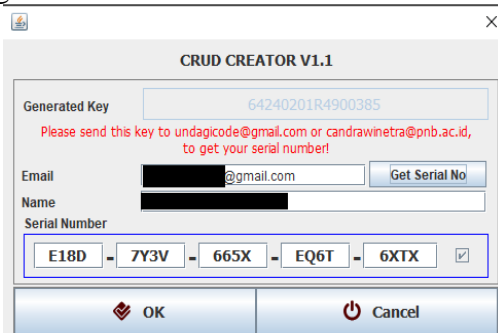 CRUD CREATOR V1.1
Generated Key 64240201R4900385
Please send this key to undagicode@gmail.com or candrawinetra@pnb.ac.id,
to get your serial number!
Email @gmail.com Get Serial No
Name
Serial Number
E18D - 7Y3V - 665X - EQ6T - 6XTX
OK Cancel